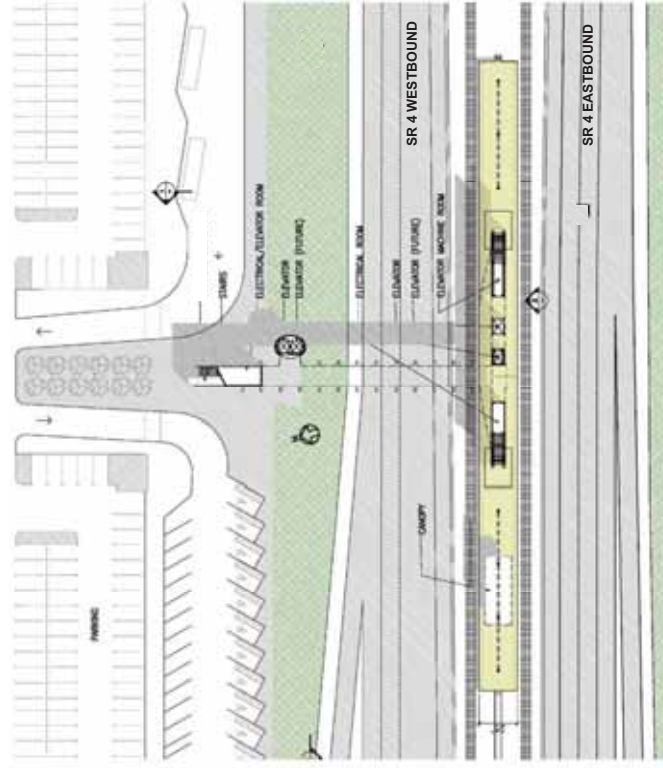 SR 4 WESTBOUND
SR 4 EASTBOUND
STAIRS
ELECTRICAL/ELEVATOR ROOM
ELEVATOR
ELEVATOR (FUTURE)
ELECTRICAL ROOM
ELEVATOR
ELEVATOR (FUTURE)
ELEVATOR MACHINE ROOM
CANOPY
PARKING